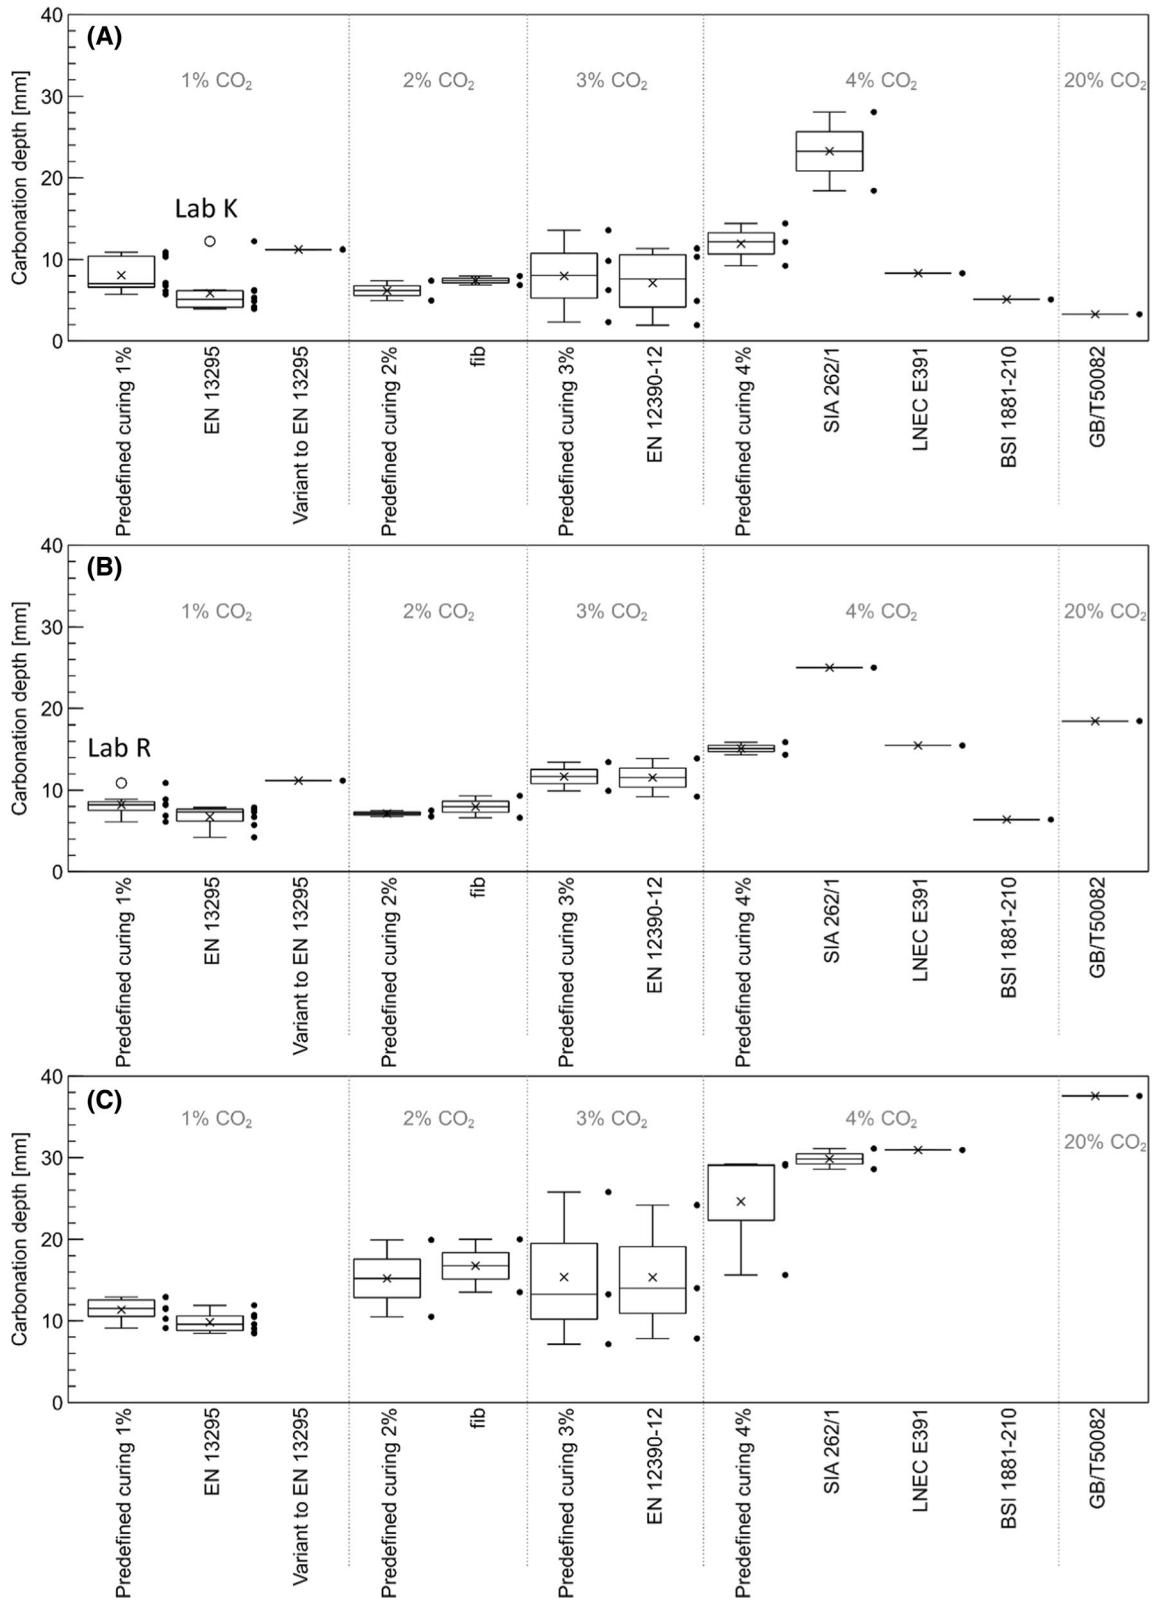 (A)
Carbonation depth [mm]
40
30
20
10
0
1% CO₂
2% CO₂
3% CO₂
4% CO₂
20% CO₂
Lab K
Predefined curing 1%
EN 13295
Variant to EN 13295
Predefined curing 2%
fib
Predefined curing 3%
EN 12390-12
Predefined curing 4%
SIA 262/1
LNEC E391
BSI 1881-210
GB/T50082
(B)
Carbonation depth [mm]
40
30
20
10
0
1% CO₂
2% CO₂
3% CO₂
4% CO₂
20% CO₂
Lab R
Predefined curing 1%
EN 13295
Variant to EN 13295
Predefined curing 2%
fib
Predefined curing 3%
EN 12390-12
Predefined curing 4%
SIA 262/1
LNEC E391
BSI 1881-210
GB/T50082
(C)
Carbonation depth [mm]
40
30
20
10
0
1% CO₂
2% CO₂
3% CO₂
4% CO₂
20% CO₂
Predefined curing 1%
EN 13295
Variant to EN 13295
Predefined curing 2%
fib
Predefined curing 3%
EN 12390-12
Predefined curing 4%
SIA 262/1
LNEC E391
BSI 1881-210
GB/T50082